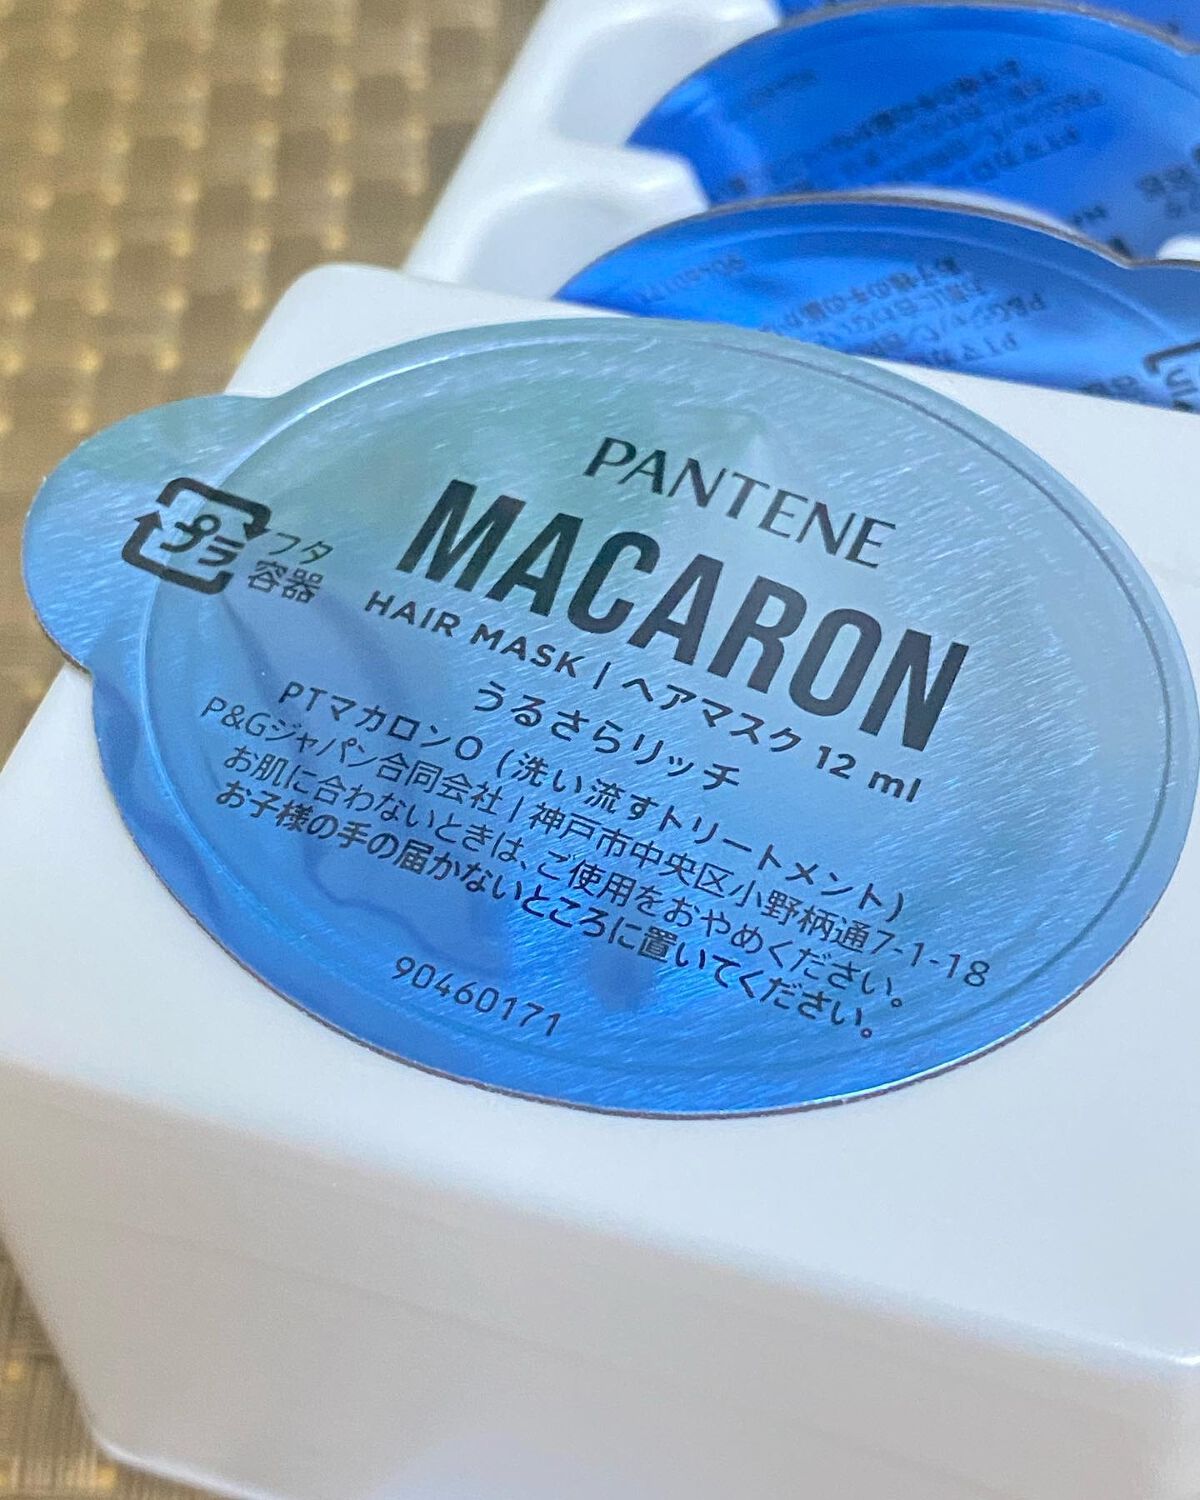 PANTENE
MACARON
HAIR MASK | ヘアマスク 12 ml
うるさらリッチ
PTマカロンO (洗い流すトリートメント)
P&Gジャパン合同会社 | 神戸市中央区小野柄通7-1-18
お肌に合わないときは、ご使用をおやめください。
お子様の手の届かないところに置いてください。
90460171
プラ
フタ
容器